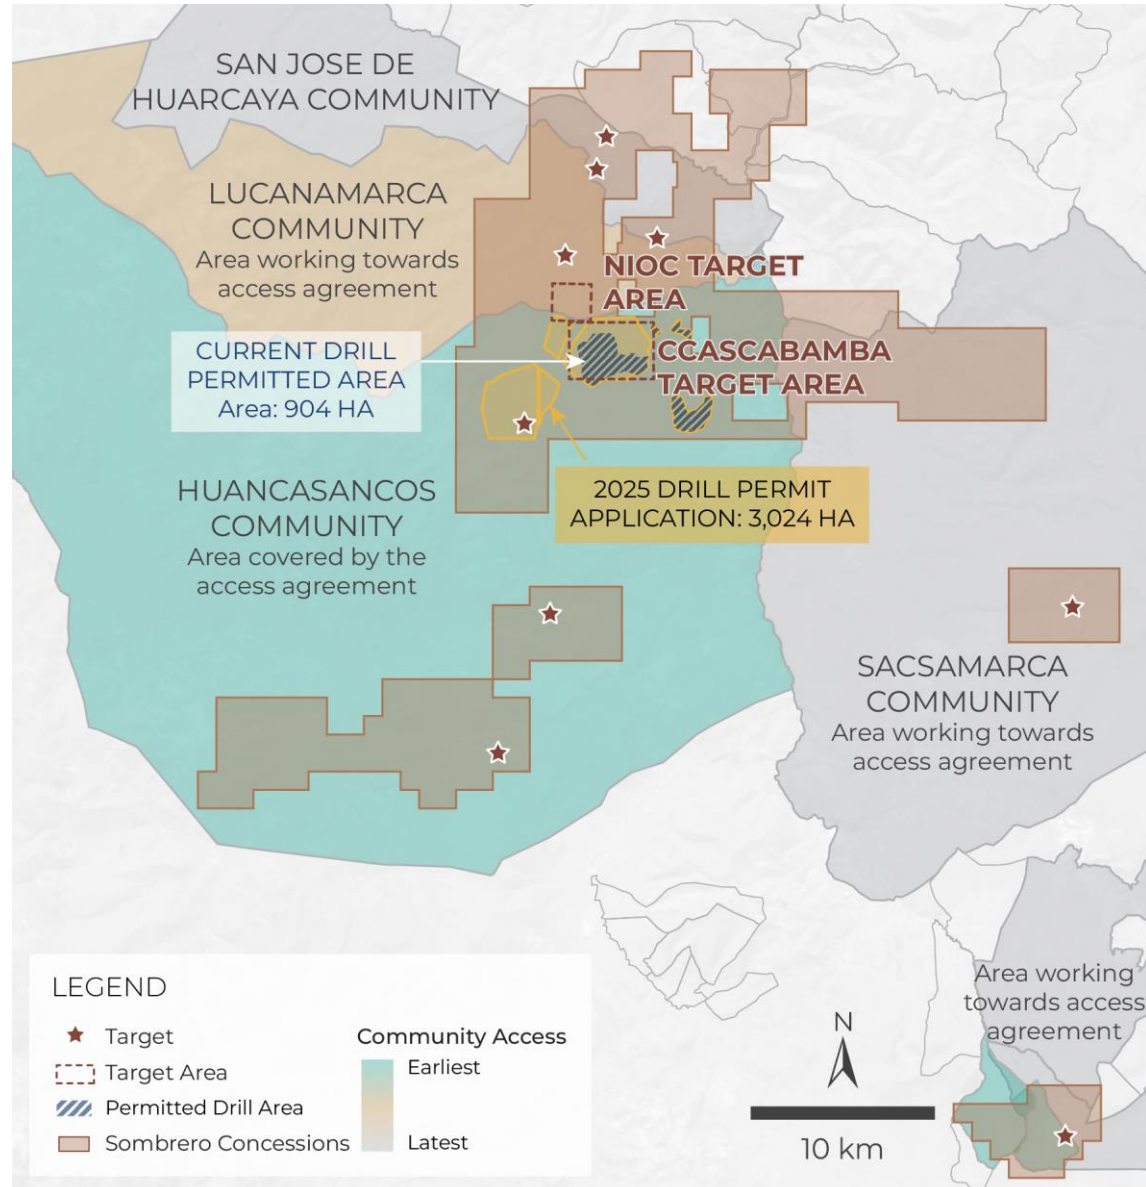 SAN JOSE DE
HUARCAYA COMMUNITY
LUCANAMARCA
COMMUNITY
Area working towards
access agreement
NIOC TARGET
AREA
CURRENT DRILL
PERMITTED AREA
Area: 904 HA
CCASCABAMBA
TARGET AREA
HUANCASANCOS
COMMUNITY
Area covered by the
access agreement
2025 DRILL PERMIT
APPLICATION: 3,024 HA
SACSAMARCA
COMMUNITY
Area working towards
access agreement
Area working
towards access
agreement
LEGEND
Target
Target Area
Permitted Drill Area
Sombrero Concessions
Community Access
Earliest
Latest
N
10 km